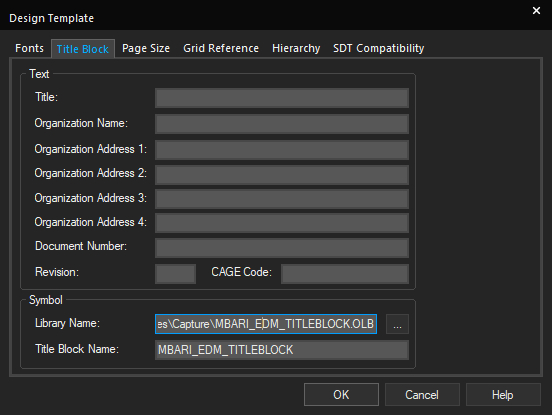 Design Template
Fonts Title Block Page Size Grid Reference Hierarchy SDT Compatibility
Text
Title:
Organization Name:
Organization Address 1:
Organization Address 2:
Organization Address 3:
Organization Address 4:
Document Number:
Revision: CAGE Code:
Symbol
Library Name: es\Capture\MBARI_EDM_TITLEBLOCK.OLB ...
Title Block Name: MBARI_EDM_TITLEBLOCK
OK Cancel Help